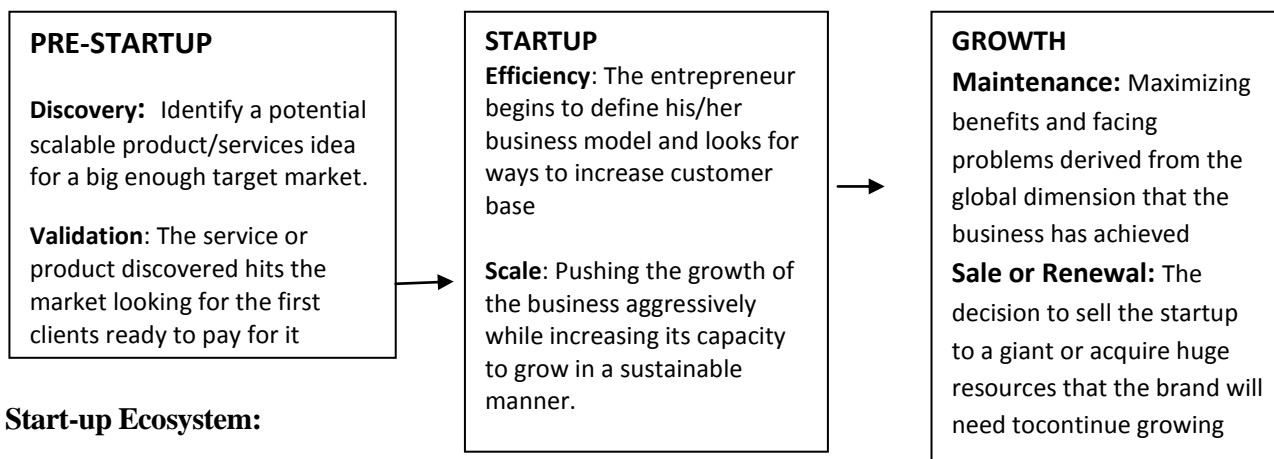 PRE-STARTUP
Discovery: Identify a potential
scalable product/services idea
for a big enough target market.
Validation: The service or
product discovered hits the
market looking for the first
clients ready to pay for it
STARTUP
Efficiency: The entrepreneur
begins to define his/her
business model and looks for
ways to increase customer
base
Scale: Pushing the growth of
the business aggressively
while increasing its capacity
to grow in a sustainable
manner.
GROWTH
Maintenance: Maximizing
benefits and facing
problems derived from the
global dimension that the
business has achieved
Sale or Renewal: The
decision to sell the startup
to a giant or acquire huge
resources that the brand will
need tocontinue growing
Start-up Ecosystem: